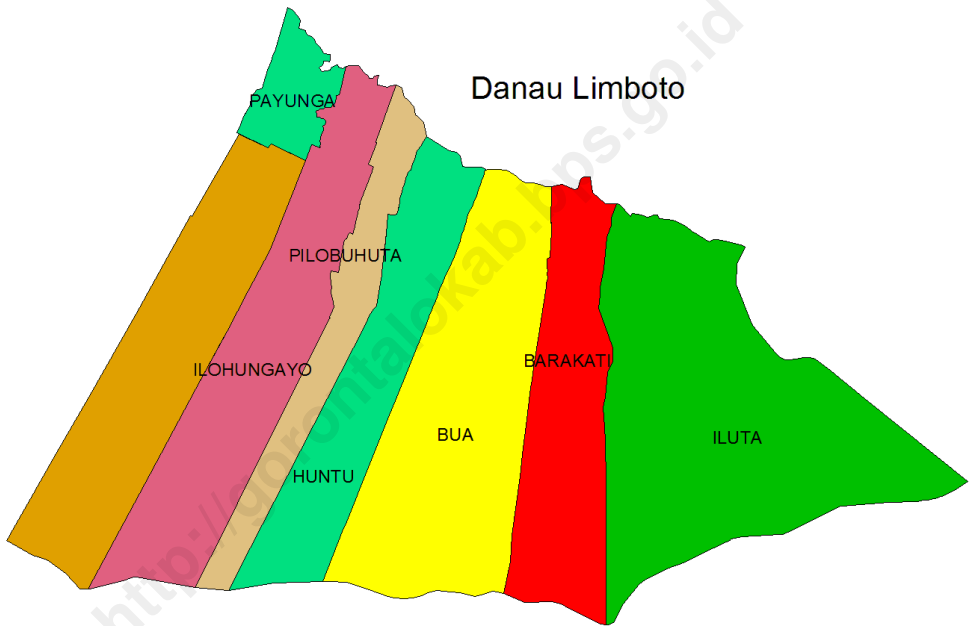 Danau Limboto
PAYUNGA
PILOBUHUTA
ILOHUNGAYO
BARAKATI
BUA
ILUTA
HUNTU
http://gorontalokab.bps.go.id